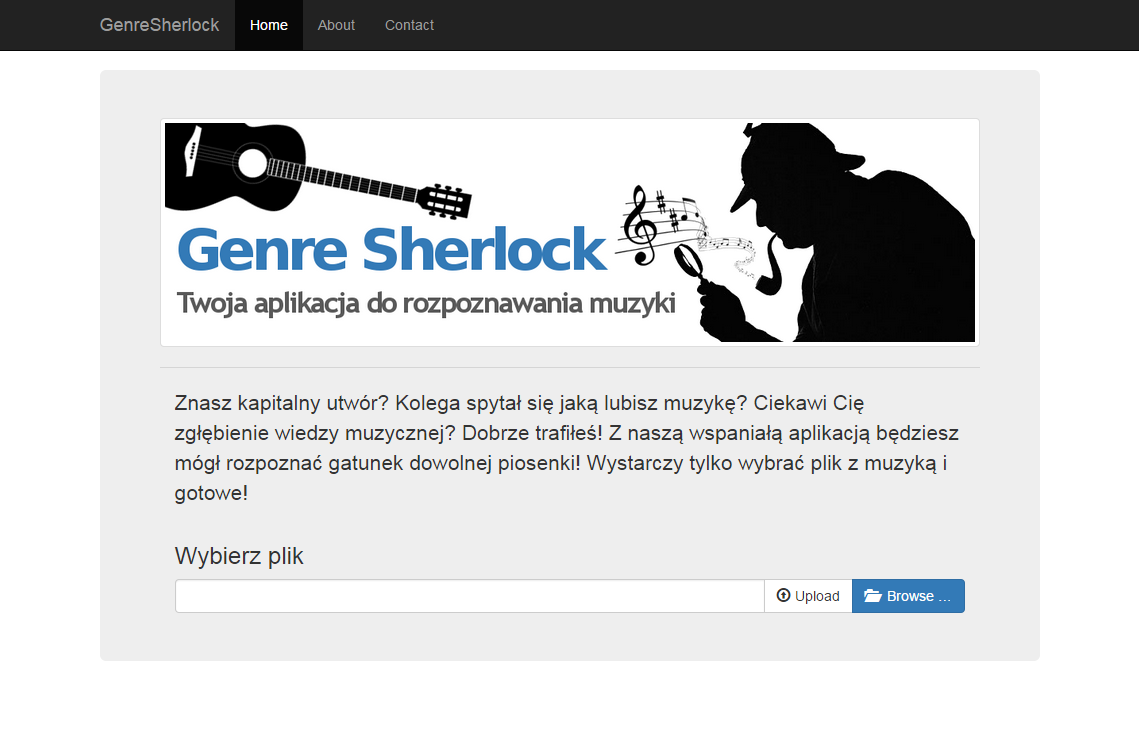 GenreSherlock Home About Contact
Genre Sherlock
Twoja aplikacja do rozpoznawania muzyki
Znasz kapitalny utwór? Kolega spytał się jaką lubisz muzykę? Ciekawi Cię
zgłębienie wiedzy muzycznej? Dobrze trafiłeś! Z naszą wspaniałą aplikacją będziesz
mógł rozpoznać gatunek dowolnej piosenki! Wystarczy tylko wybrać plik z muzyką i
gotowe!
Wybierz plik
Upload Browse ...